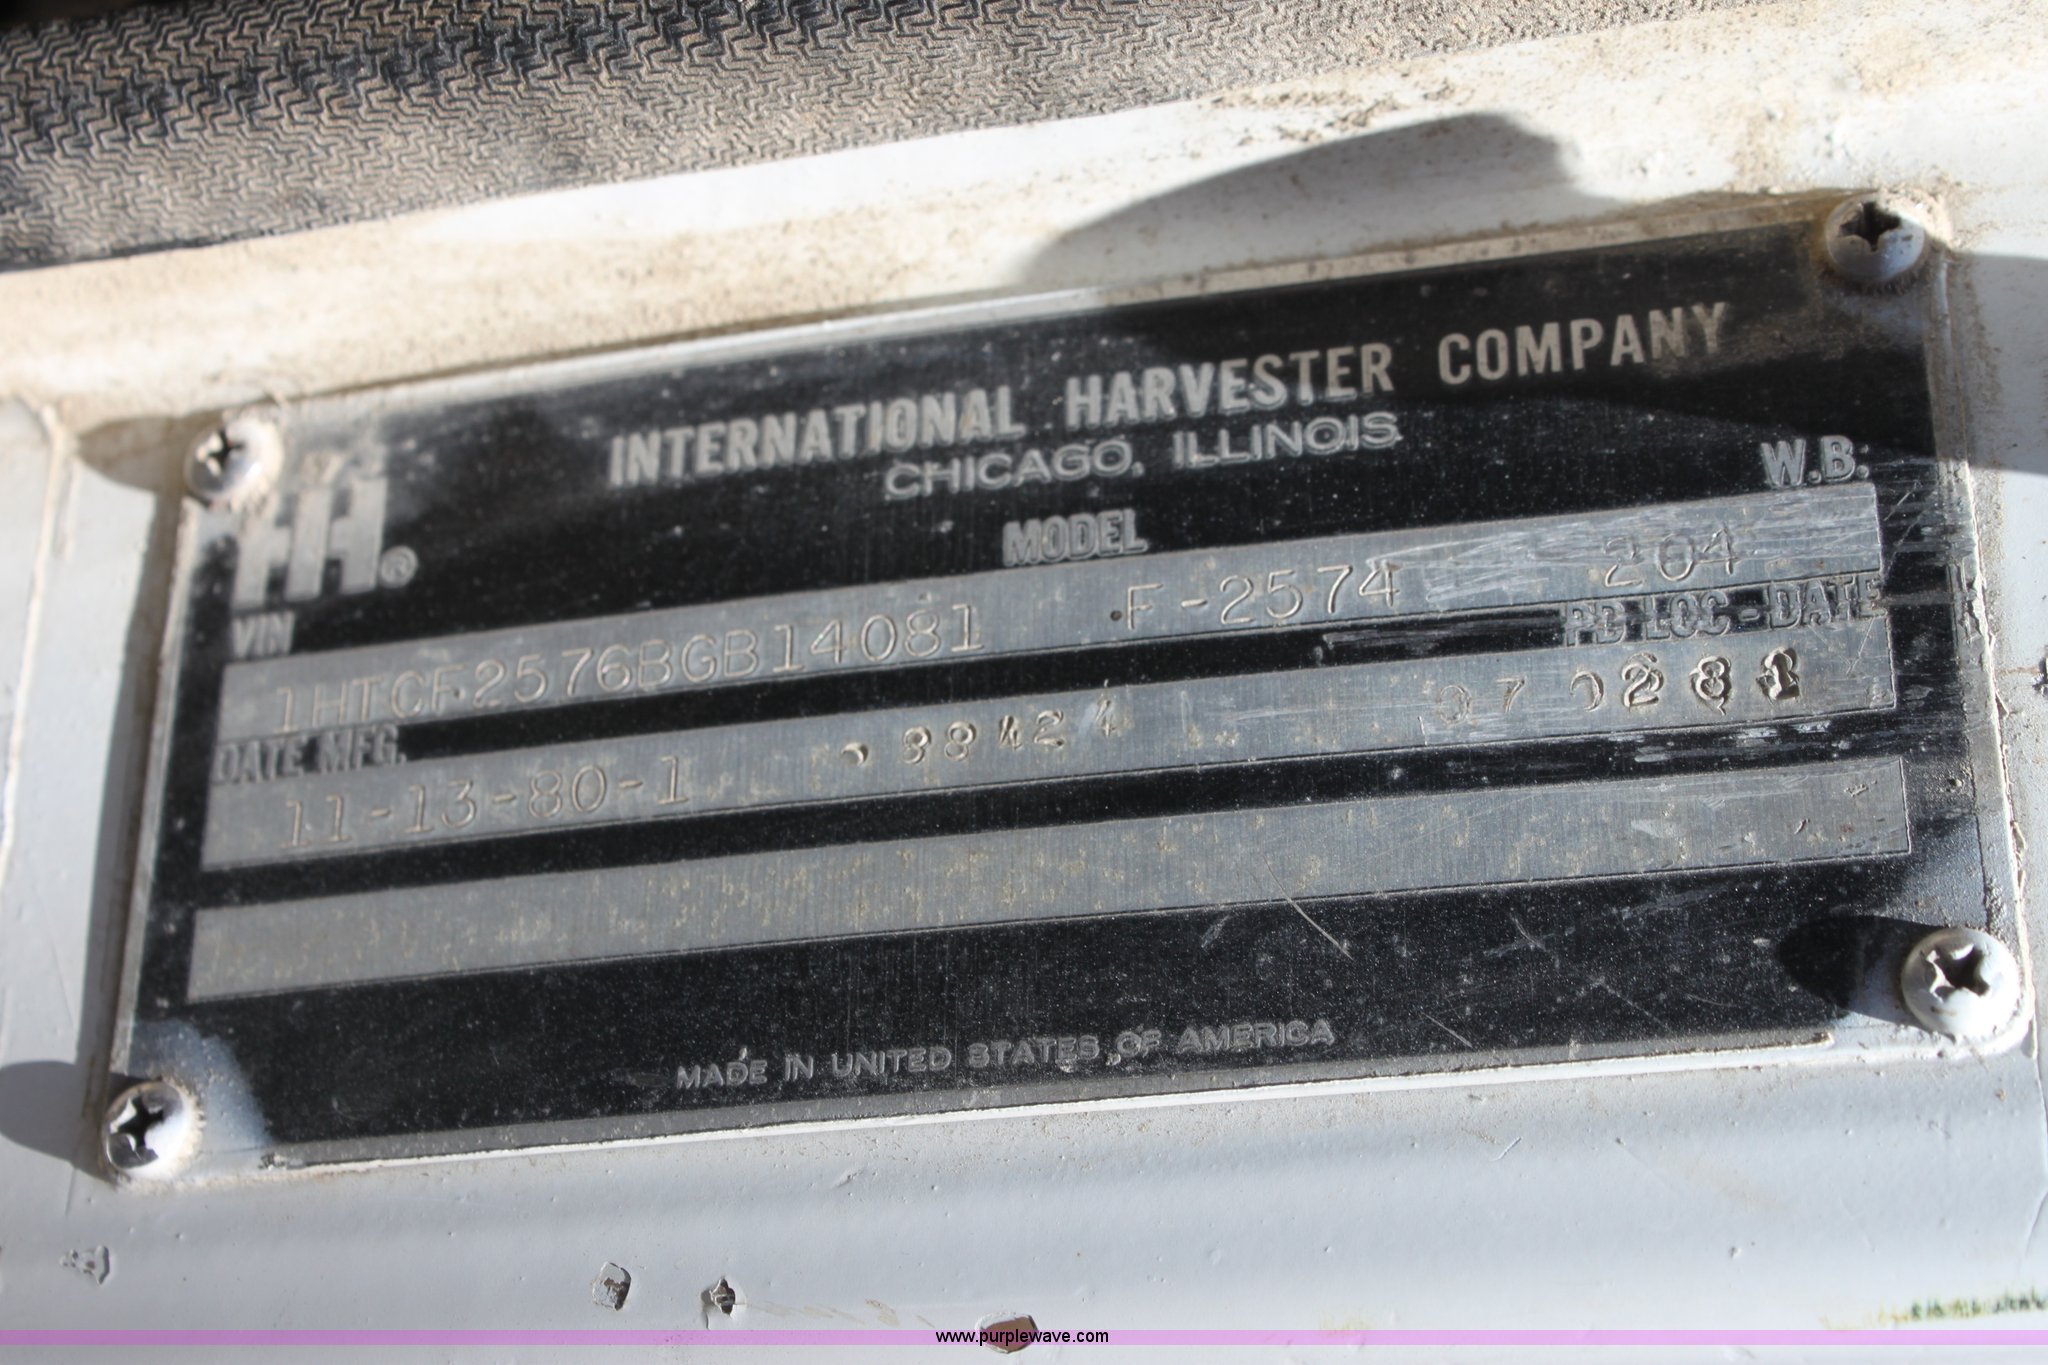 INTERNATIONAL HARVESTER COMPANY
CHICAGO, ILLINOIS
IH®
VIN MODEL W.B.
1HTCF2576BGB14081 F-2574 204
DATE MFG. PD LOC-DATE
11-13-80-1
MADE IN UNITED STATES OF AMERICA
www.purplewave.com